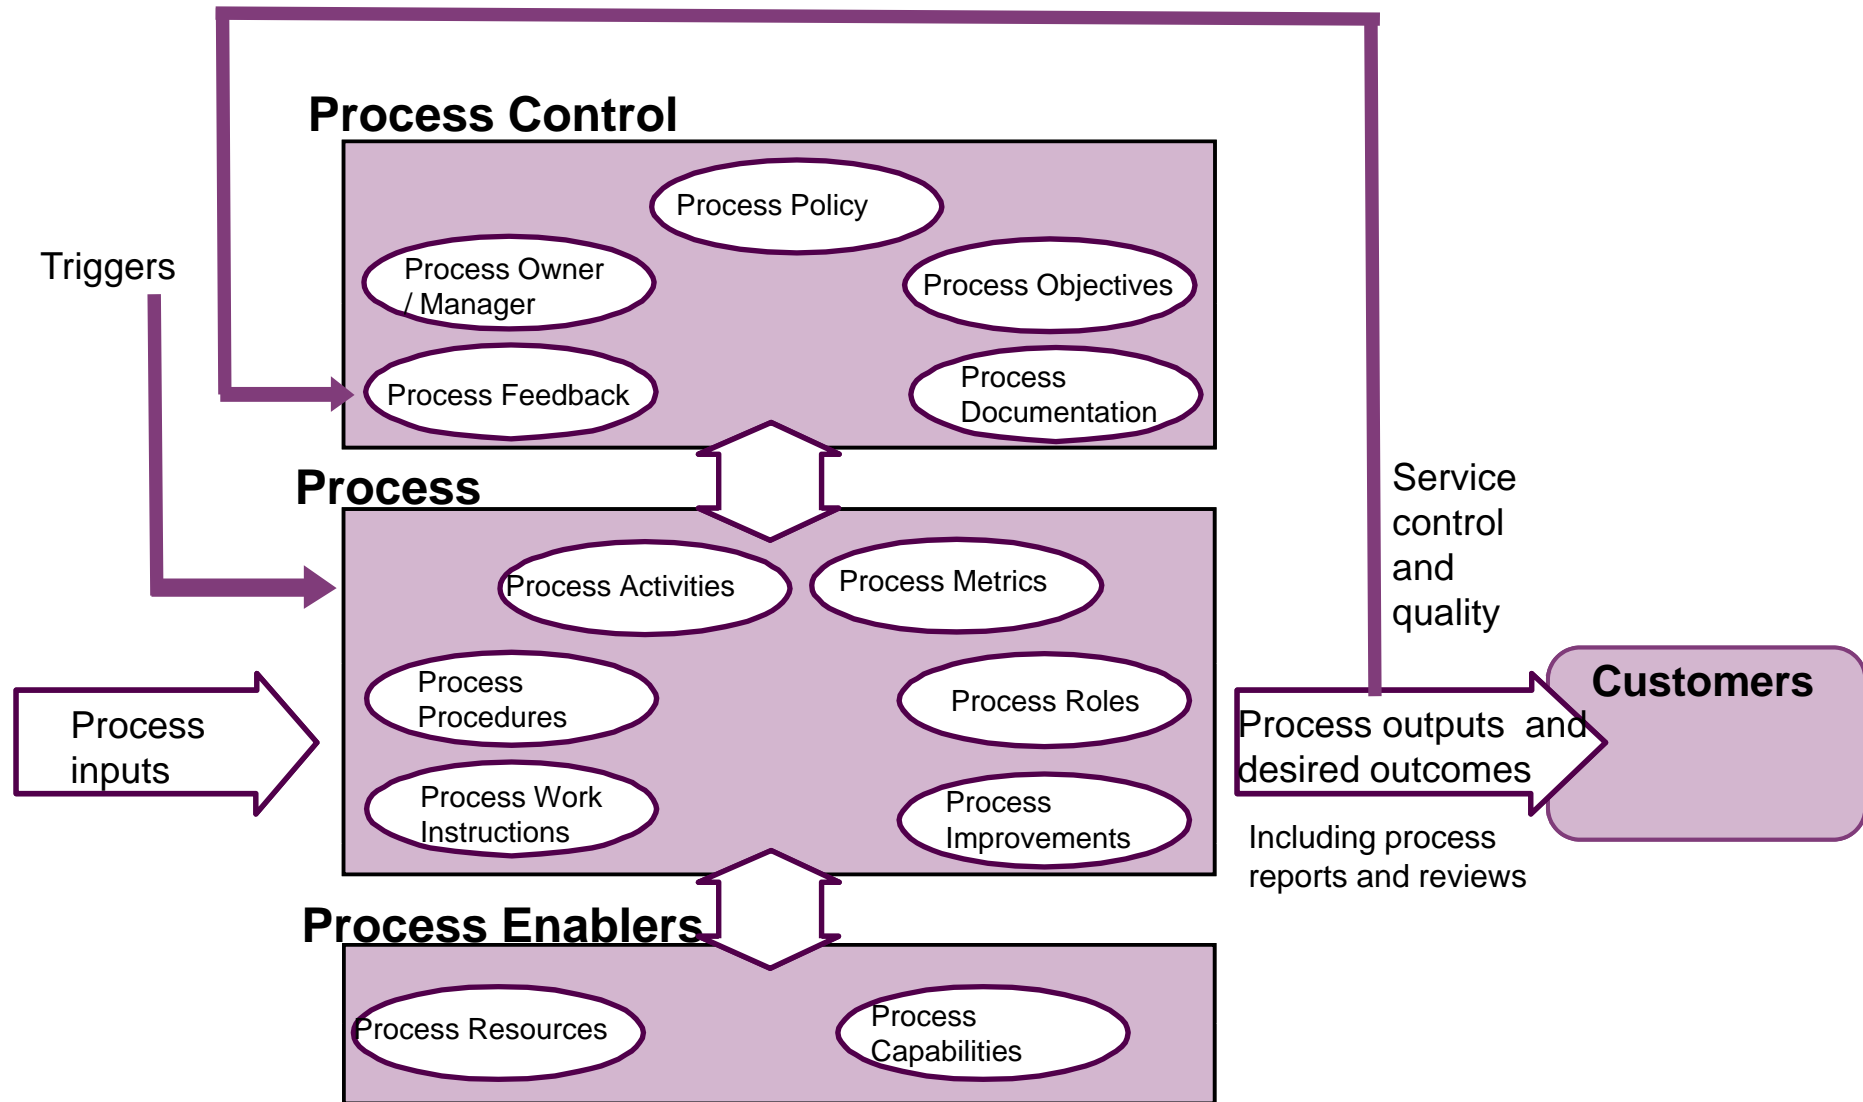 Process Control
Process Policy
Process Owner
/ Manager
Process Objectives
Triggers
Process Feedback
Process
Documentation
Process
Process Activities
Process Metrics
Process
Procedures
Process Roles
Process Work
Instructions
Process
Improvements
Process
inputs
Service
control
and
quality
Process outputs and
desired outcomes
Including process
reports and reviews
Customers
Process Enablers
Process Resources
Process
Capabilities